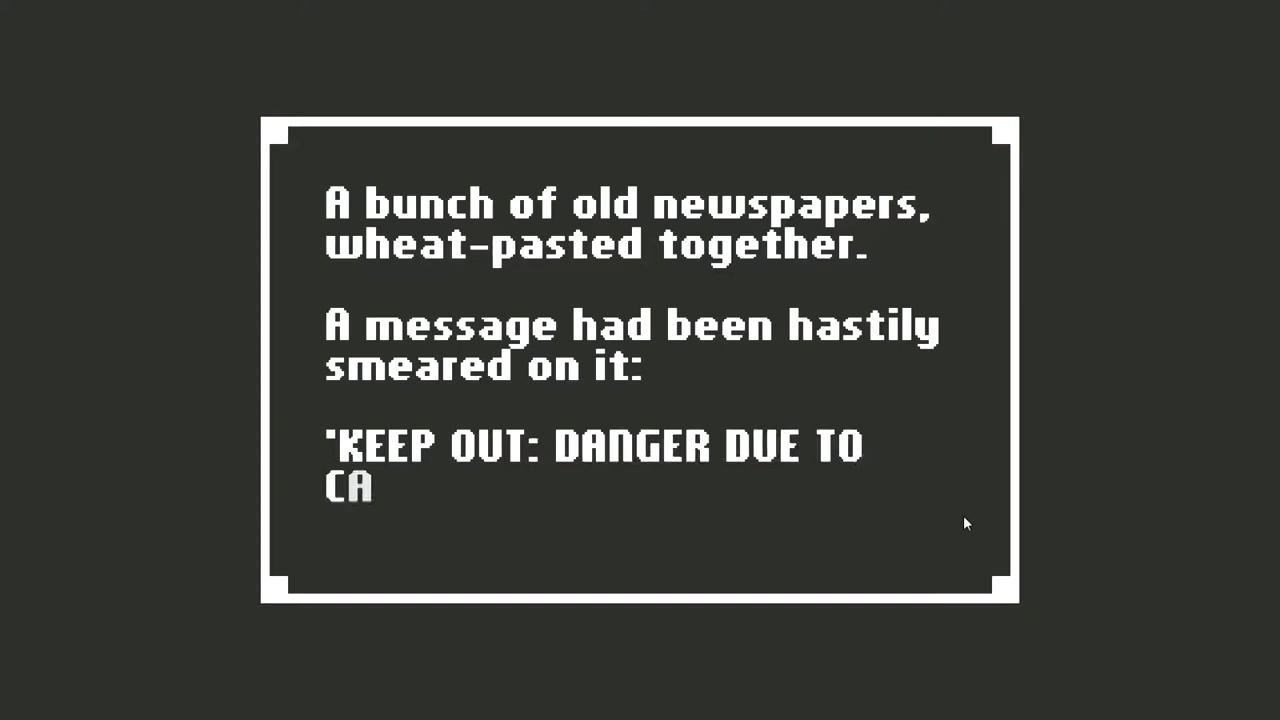 A bunch of old newspapers,
wheat-pasted together.
A message had been hastily
smeared on it:
"KEEP OUT: DANGER DUE TO
CA